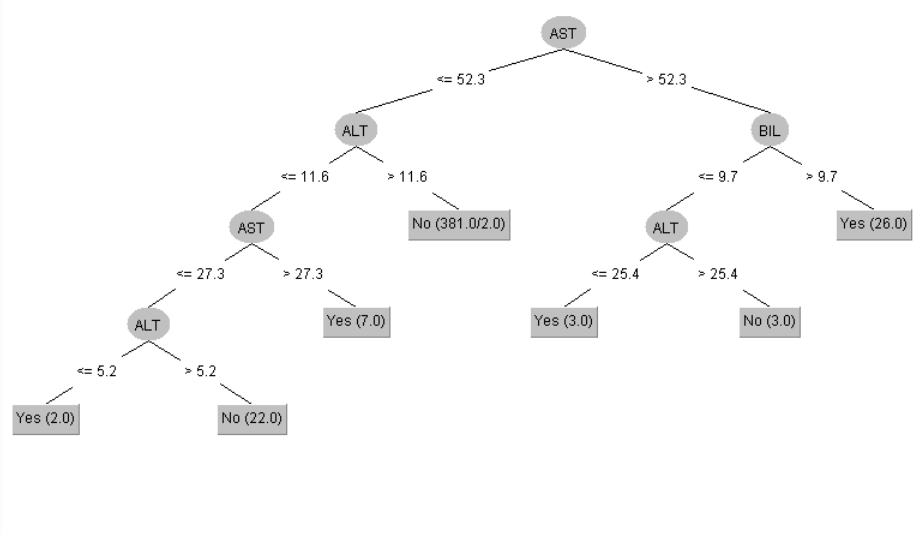 AST
<= 52.3
> 52.3
ALT
BIL
<= 11.6
> 11.6
<= 9.7
> 9.7
AST
No (381.0/2.0)
ALT
Yes (26.0)
<= 27.3
> 27.3
<= 25.4
> 25.4
ALT
Yes (7.0)
Yes (3.0)
No (3.0)
<= 5.2
> 5.2
Yes (2.0)
No (22.0)